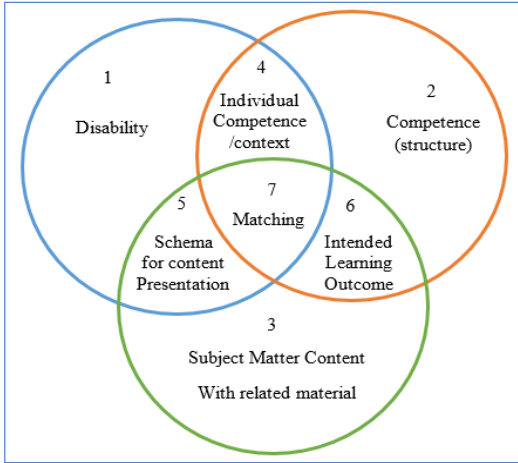 1
Disability
4
Individual
Competence
/context
2
Competence
(structure)
5
Schema
for content
Presentation
7
Matching
6
Intended
Learning
Outcome
3
Subject Matter Content
With related material